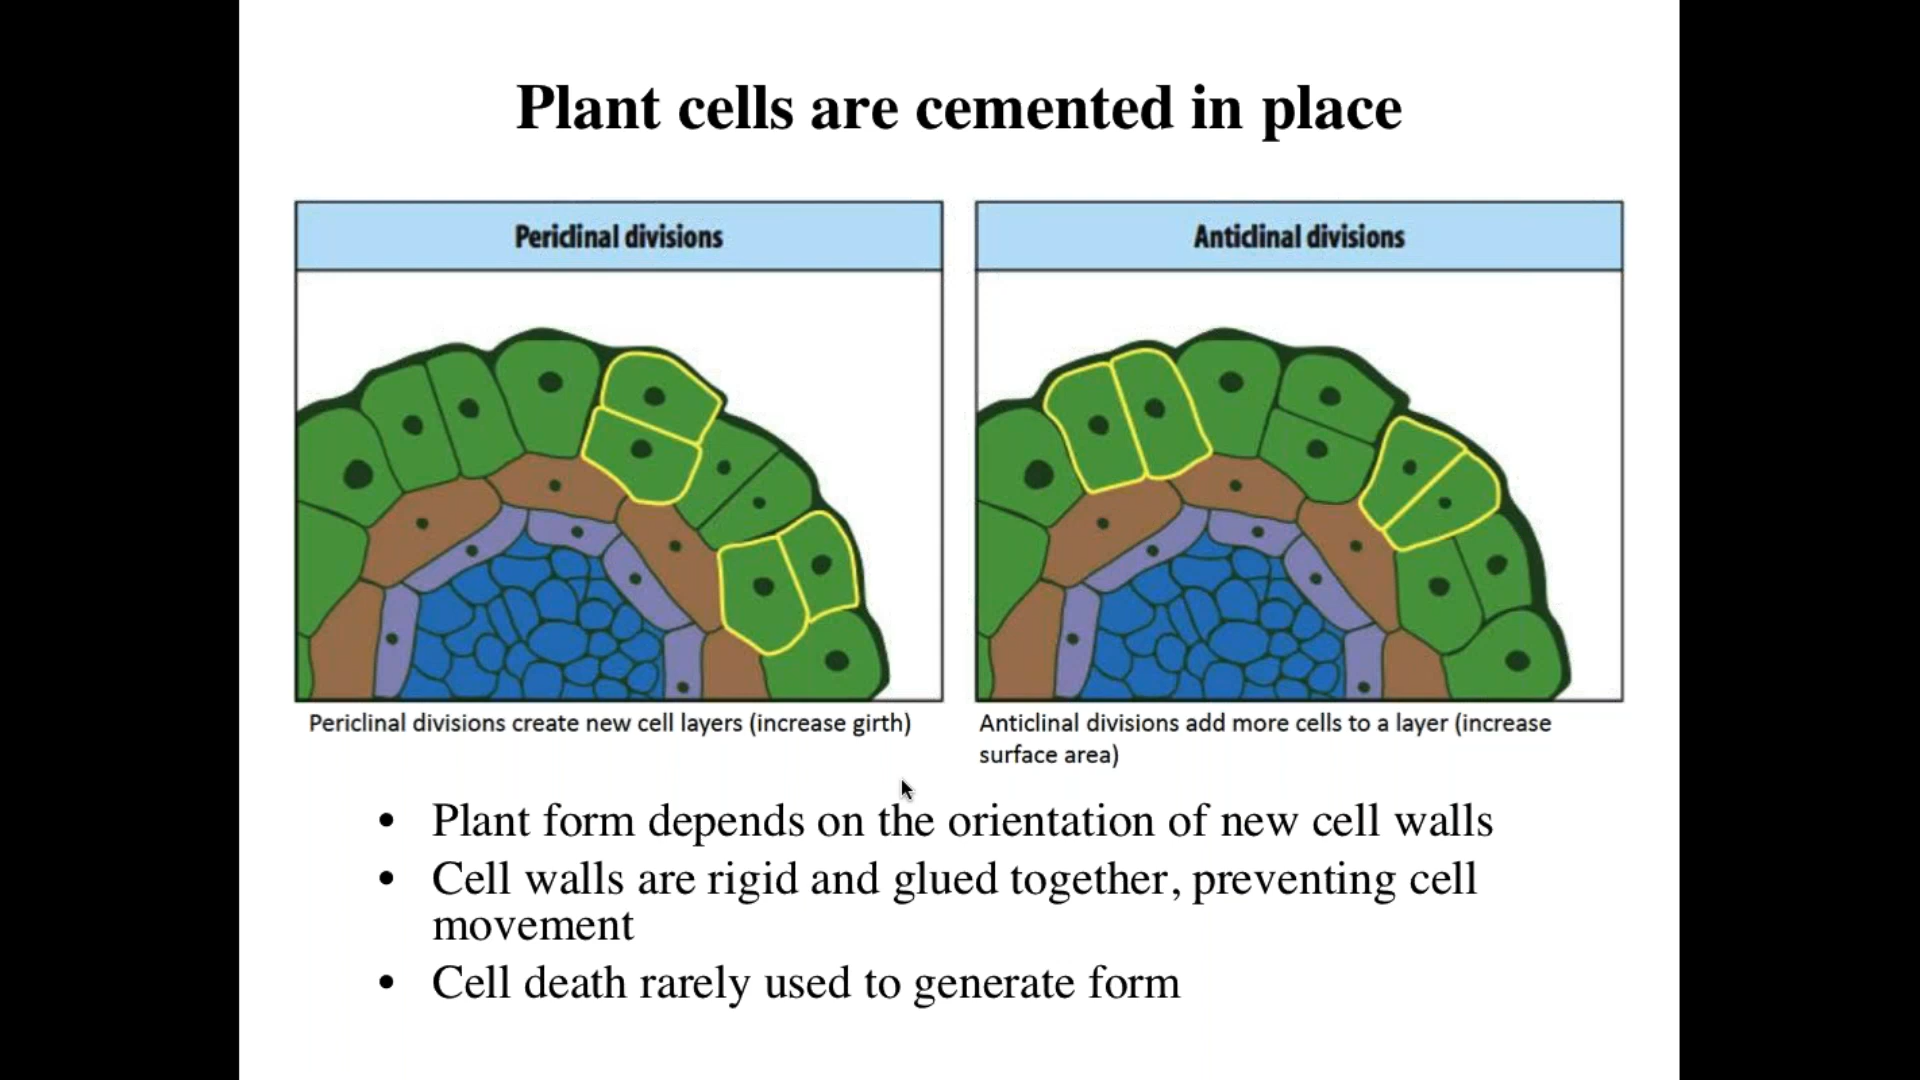 Plant cells are cemented in place
Periclinal divisions
Anticlinal divisions
Periclinal divisions create new cell layers (increase girth)
Anticlinal divisions add more cells to a layer (increase
surface area)
• Plant form depends on the orientation of new cell walls
• Cell walls are rigid and glued together, preventing cell
movement
• Cell death rarely used to generate form